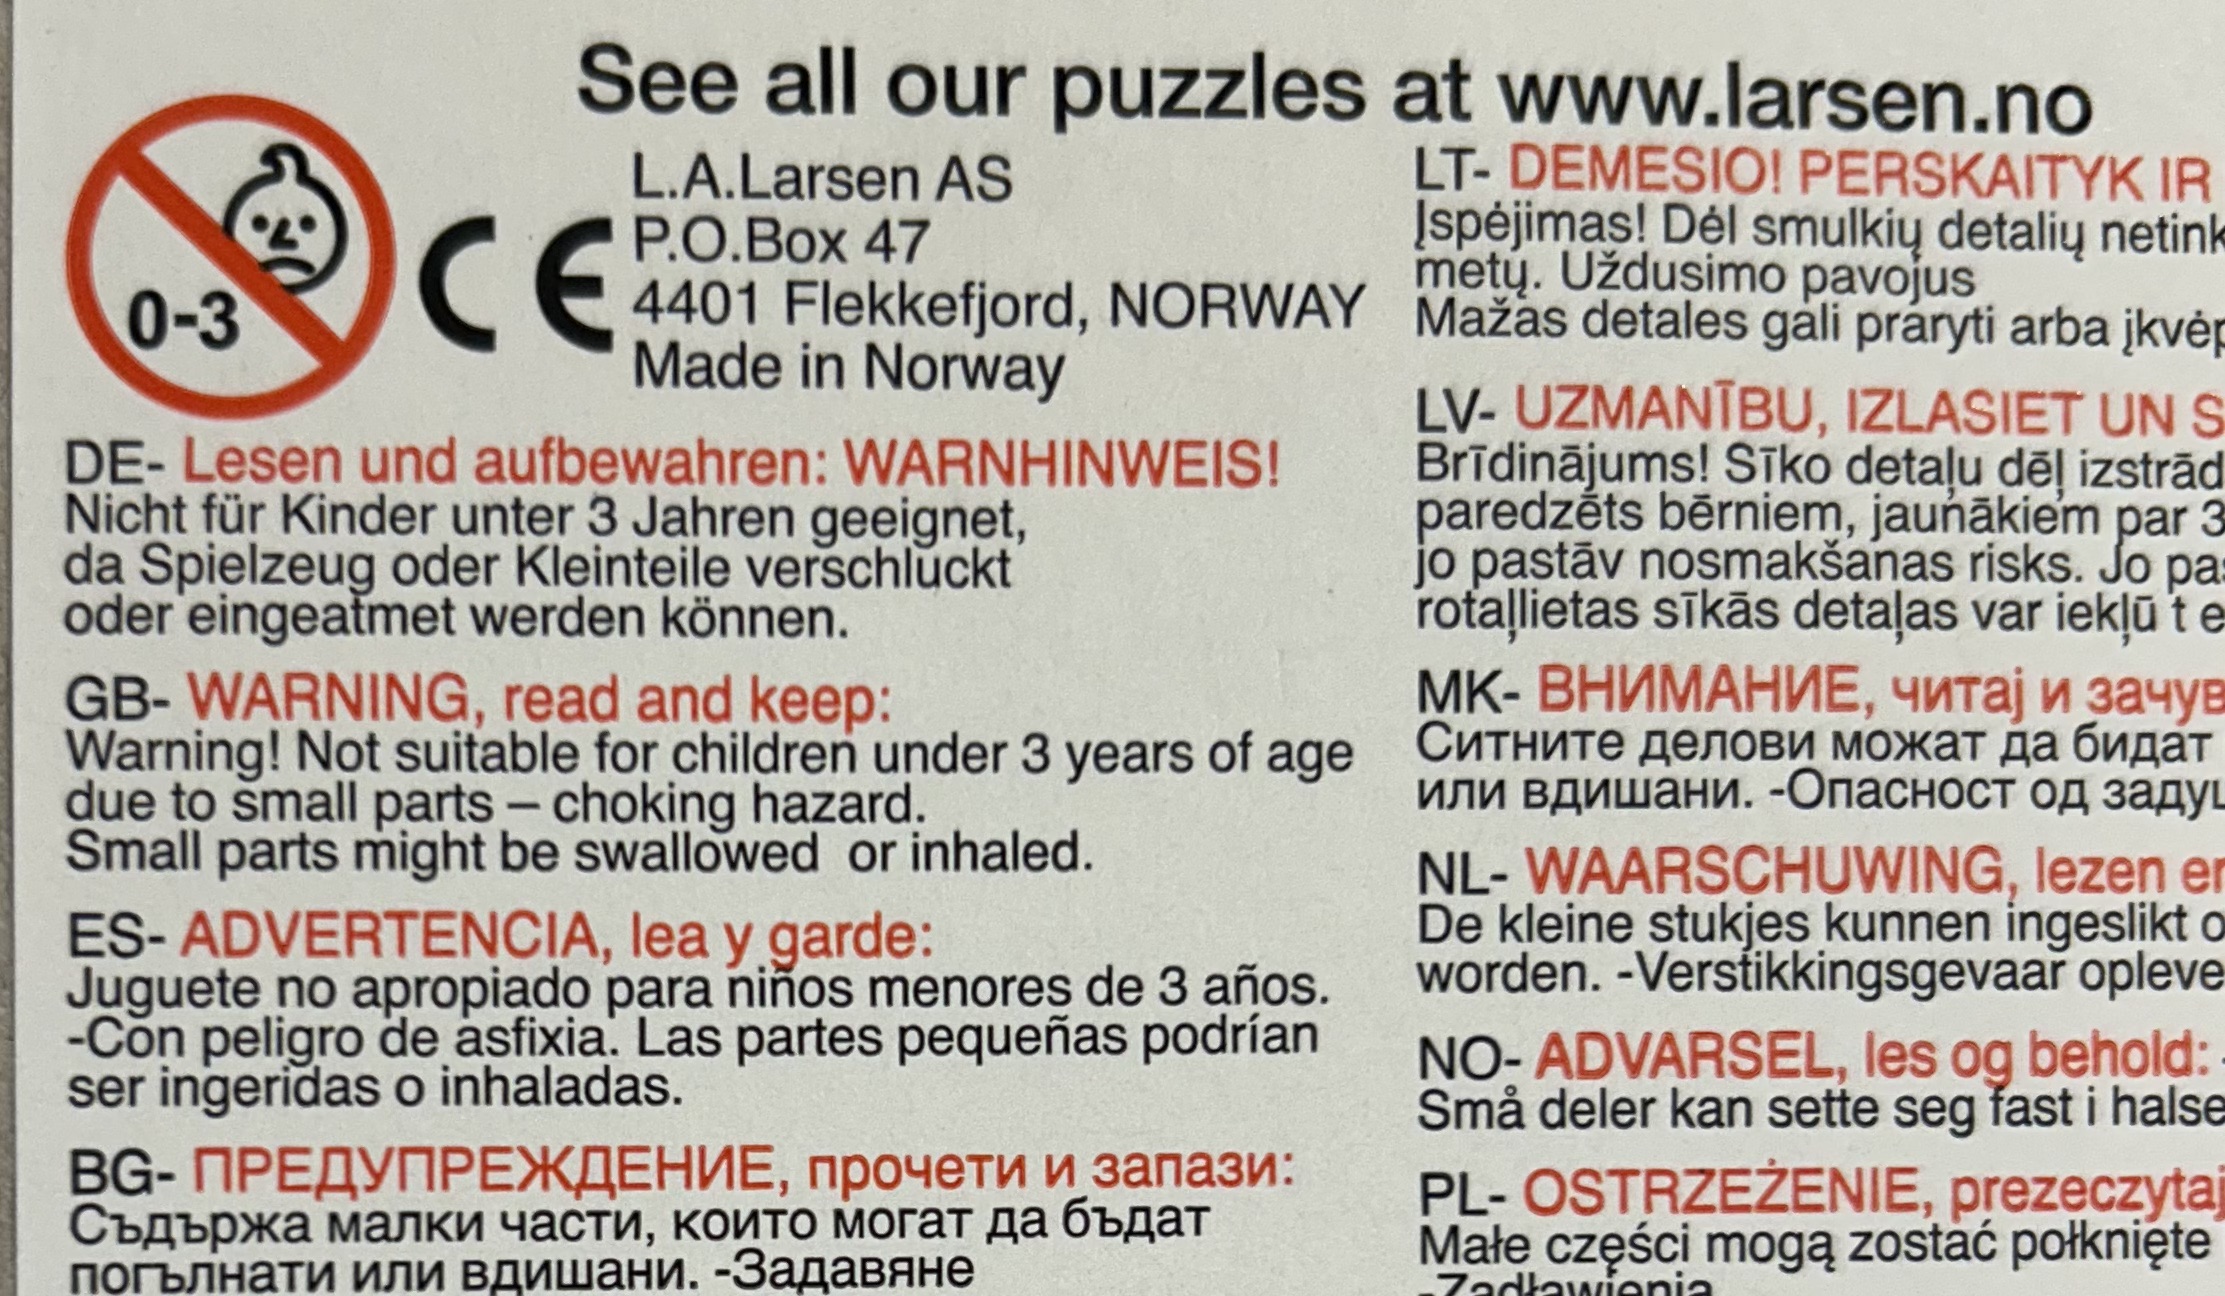 See all our puzzles at www.larsen.no
0-3
CE
L.A.Larsen AS
P.O.Box 47
4401 Flekkefjord, NORWAY
Made in Norway
DE- Lesen und aufbewahren: WARNHINWEIS!
Nicht für Kinder unter 3 Jahren geeignet,
da Spielzeug oder Kleinteile verschluckt
oder eingeatmet werden können.
GB- WARNING, read and keep:
Warning! Not suitable for children under 3 years of age
due to small parts – choking hazard.
Small parts might be swallowed or inhaled.
ES- ADVERTENCIA, lea y garde:
Juguete no apropiado para niños menores de 3 años.
-Con peligro de asfixia. Las partes pequeñas podrían
ser ingeridas o inhaladas.
BG- ПРЕДУПРЕЖДЕНИЕ, прочети и запази:
Съдържа малки части, които могат да бъдат
погълнати или вдишани. -Задавяне
LT- DEMESIO! PERSKAITYK IR
Įspėjimas! Dėl smulkių detalių
metų. Uždusimo pavojus
Mažas detales gali praryti arba
LV- UZMANĪBU, IZLASIET UN
Brīdinājums! Sīko detaļu dēļ
paredzēts bērniem, jaunākiem par 3
jo pastāv nosmakšanas risks. Jo
rotaļlietas sīkās detaļas var iekļū t
MK- ВНИМАНИЕ, читај и
Ситните делови можат да бидат
или вдишани. -Опасност од
NL- WAARSCHUWING, lezen
De kleine stukjes kunnen ingeslikt
worden. -Verstikkingsgevaar
NO- ADVARSEL, les og behold:
Små deler kan sette seg fast i
PL- OSTRZEŻENIE, prezeczytaj
Małe części mogą zostać połknięte
-Zadławienia